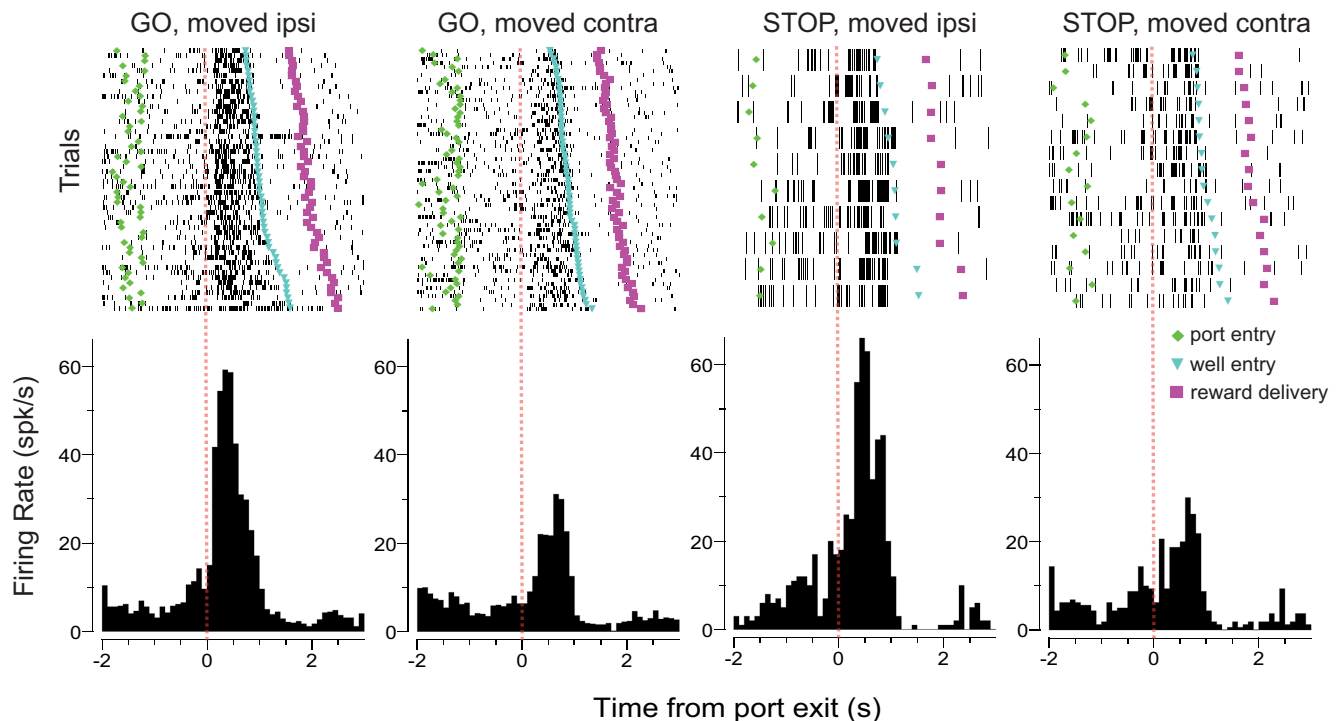 GO, moved ipsi
GO, moved contra
STOP, moved ipsi
STOP, moved contra
Trials
port entry
well entry
reward delivery
Firing Rate (spk/s)
60
40
20
0
-2 0 2
60
40
20
0
-2 0 2
60
40
20
0
-2 0 2
60
40
20
0
-2 0 2
Time from port exit (s)